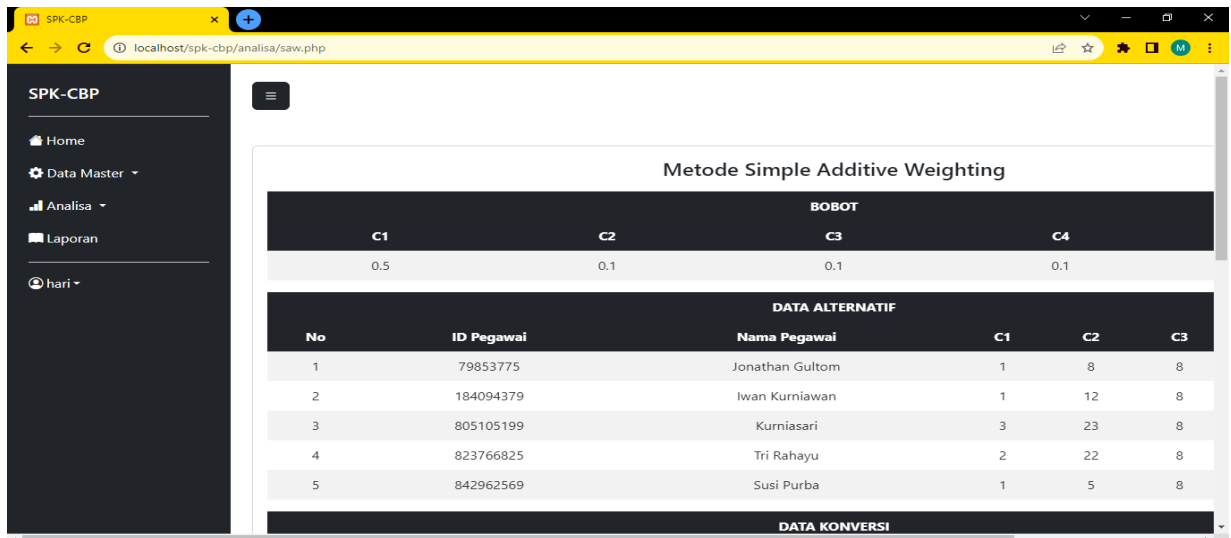 SPK-CBP
localhost/spk-cbp/analisa/saw.php
M
SPK-CBP
Home
Data Master
Analisa
Laporan
hari
Metode Simple Additive Weighting
BOBOT
C1 C2 C3 C4
0.5 0.1 0.1 0.1
DATA ALTERNATIF
No ID Pegawai Nama Pegawai C1 C2 C3
1 79853775 Jonathan Gultom 1 8 8
2 184094379 Iwan Kurniawan 1 12 8
3 805105199 Kurniasari 3 23 8
4 823766825 Tri Rahayu 2 22 8
5 842962569 Susi Purba 1 5 8
DATA KONVERSI